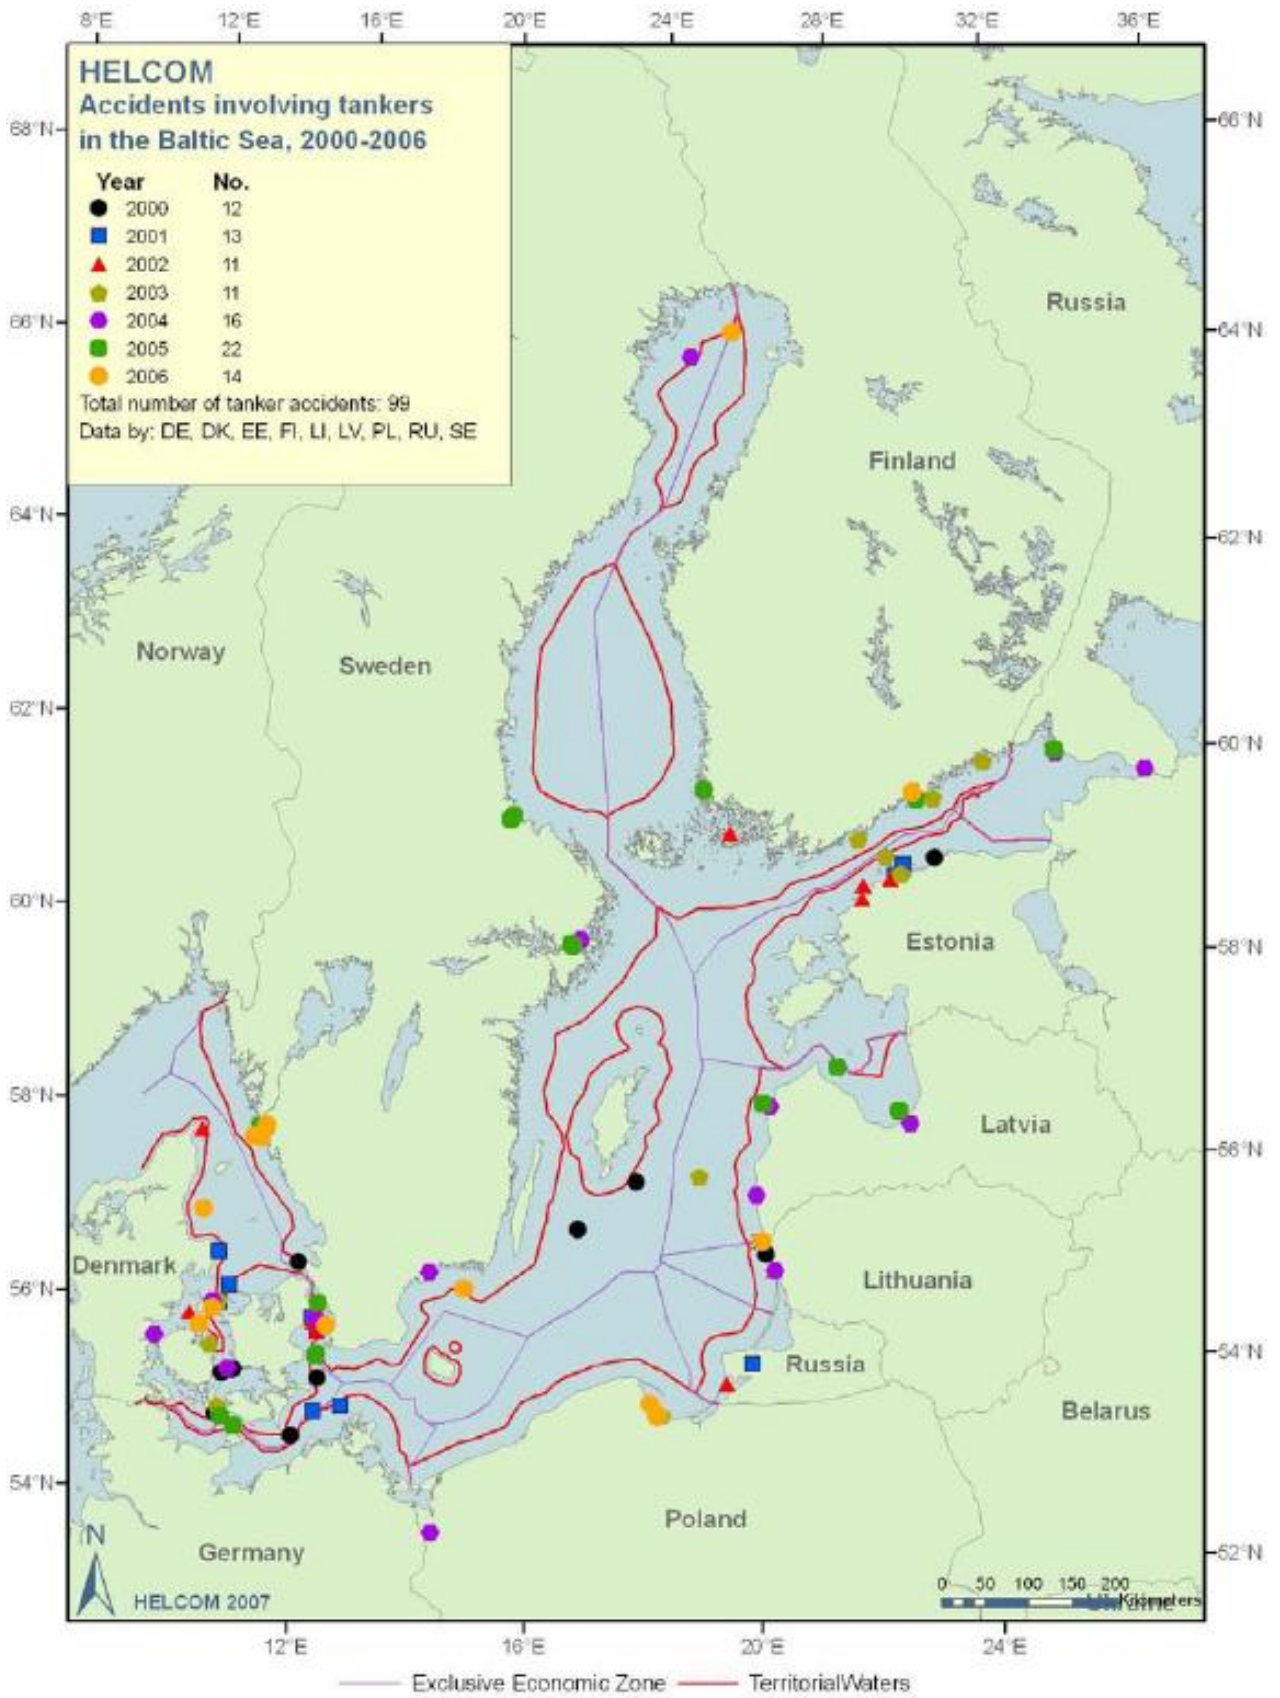 8°E 12°E 16°E 20°E 24°E 28°E 32°E 36°E
HELCOM
Accidents involving tankers
in the Baltic Sea, 2000-2006
Year No.
2000 12
2001 13
2002 11
2003 11
2004 16
2005 22
2006 14
Total number of tanker accidents: 99
Data by: DE, DK, EE, FI, LI, LV, PL, RU, SE
68°N
66°N
Russia
66°N
64°N
Finland
64°N
62°N
Norway
Sweden
62°N
60°N
60°N
Estonia
58°N
58°N
Latvia
56°N
Denmark
56°N
Lithuania
54°N
Russia
Belarus
54°N
Poland
N
Germany
52°N
0 50 100 150 200
Kilometers
HELCOM 2007
Ukraine
12°E 16°E 20°E 24°E
Exclusive Economic Zone TerritorialWaters